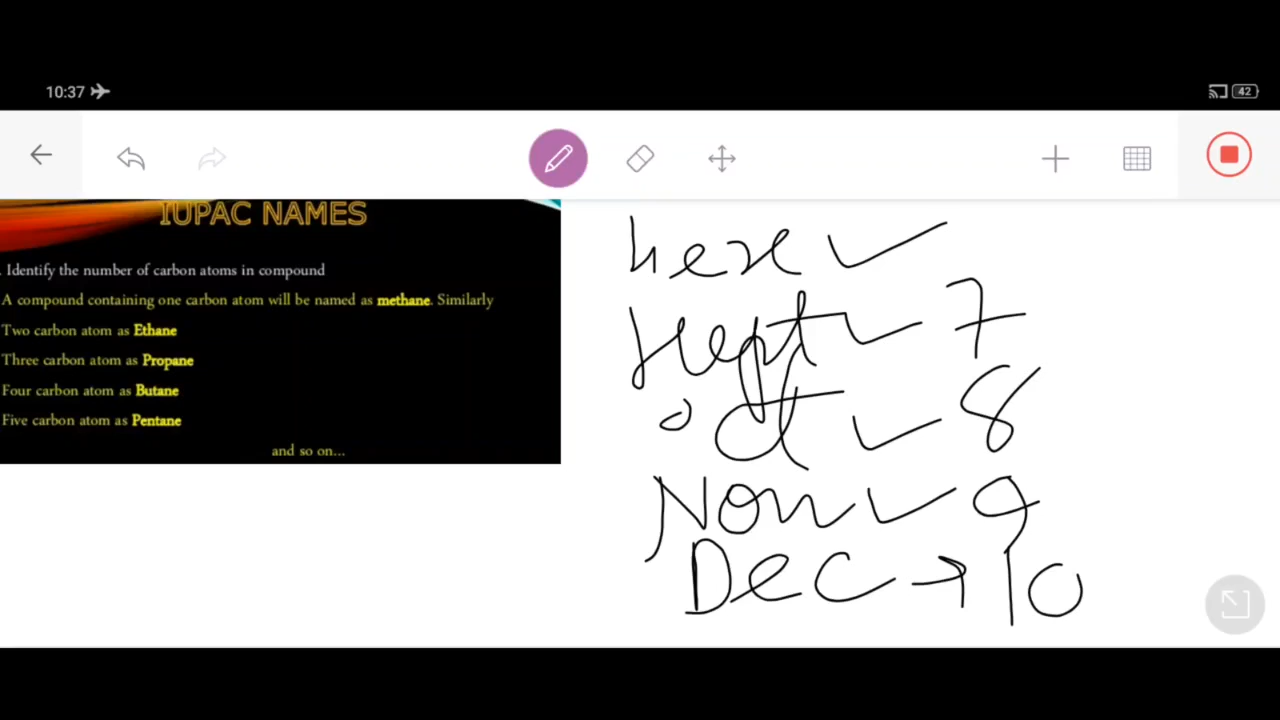 10:37
42
IUPAC NAMES
. Identify the number of carbon atoms in compound
A compound containing one carbon atom will be named as methane. Similarly
Two carbon atom as Ethane
Three carbon atom as Propane
Four carbon atom as Butane
Five carbon atom as Pentane
and so on...
hex ✓
Hept ✓ 7
oct ✓ 8
Non ✓ 9
Dec → 10